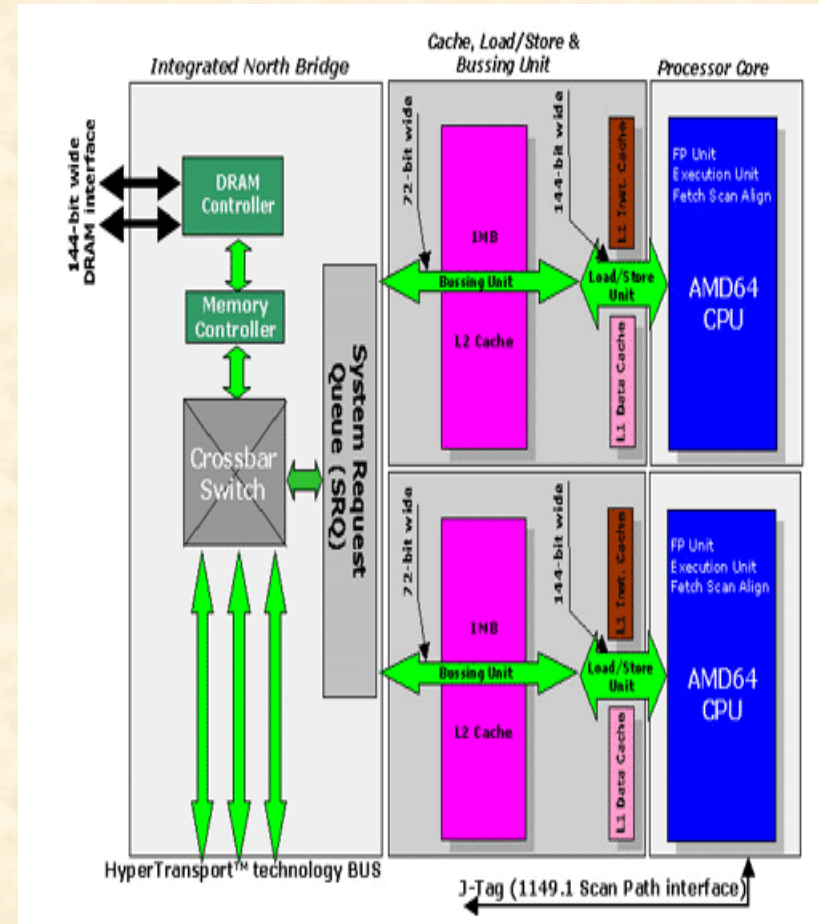 Integrated North Bridge
Cache, Load/Store &
Bussing Unit
Processor Core
144-bit wide
DRAM interface
DRAM
Controller
Memory
Controller
Crossbar
Switch
System Request
Queue (SRQ)
HyperTransport™ technology BUS
72-bit wide
1MB
Bussing Unit
L2 Cache
144-bit wide
L1 Inst. Cache
Load/Store
Unit
L1 Data Cache
FP Unit
Execution Unit
Fetch Scan Align
AMD64
CPU
72-bit wide
1MB
Bussing Unit
L2 Cache
144-bit wide
L1 Inst. Cache
Load/Store
Unit
L1 Data Cache
FP Unit
Execution Unit
Fetch Scan Align
AMD64
CPU
J-Tag (1149.1 Scan Path interface)